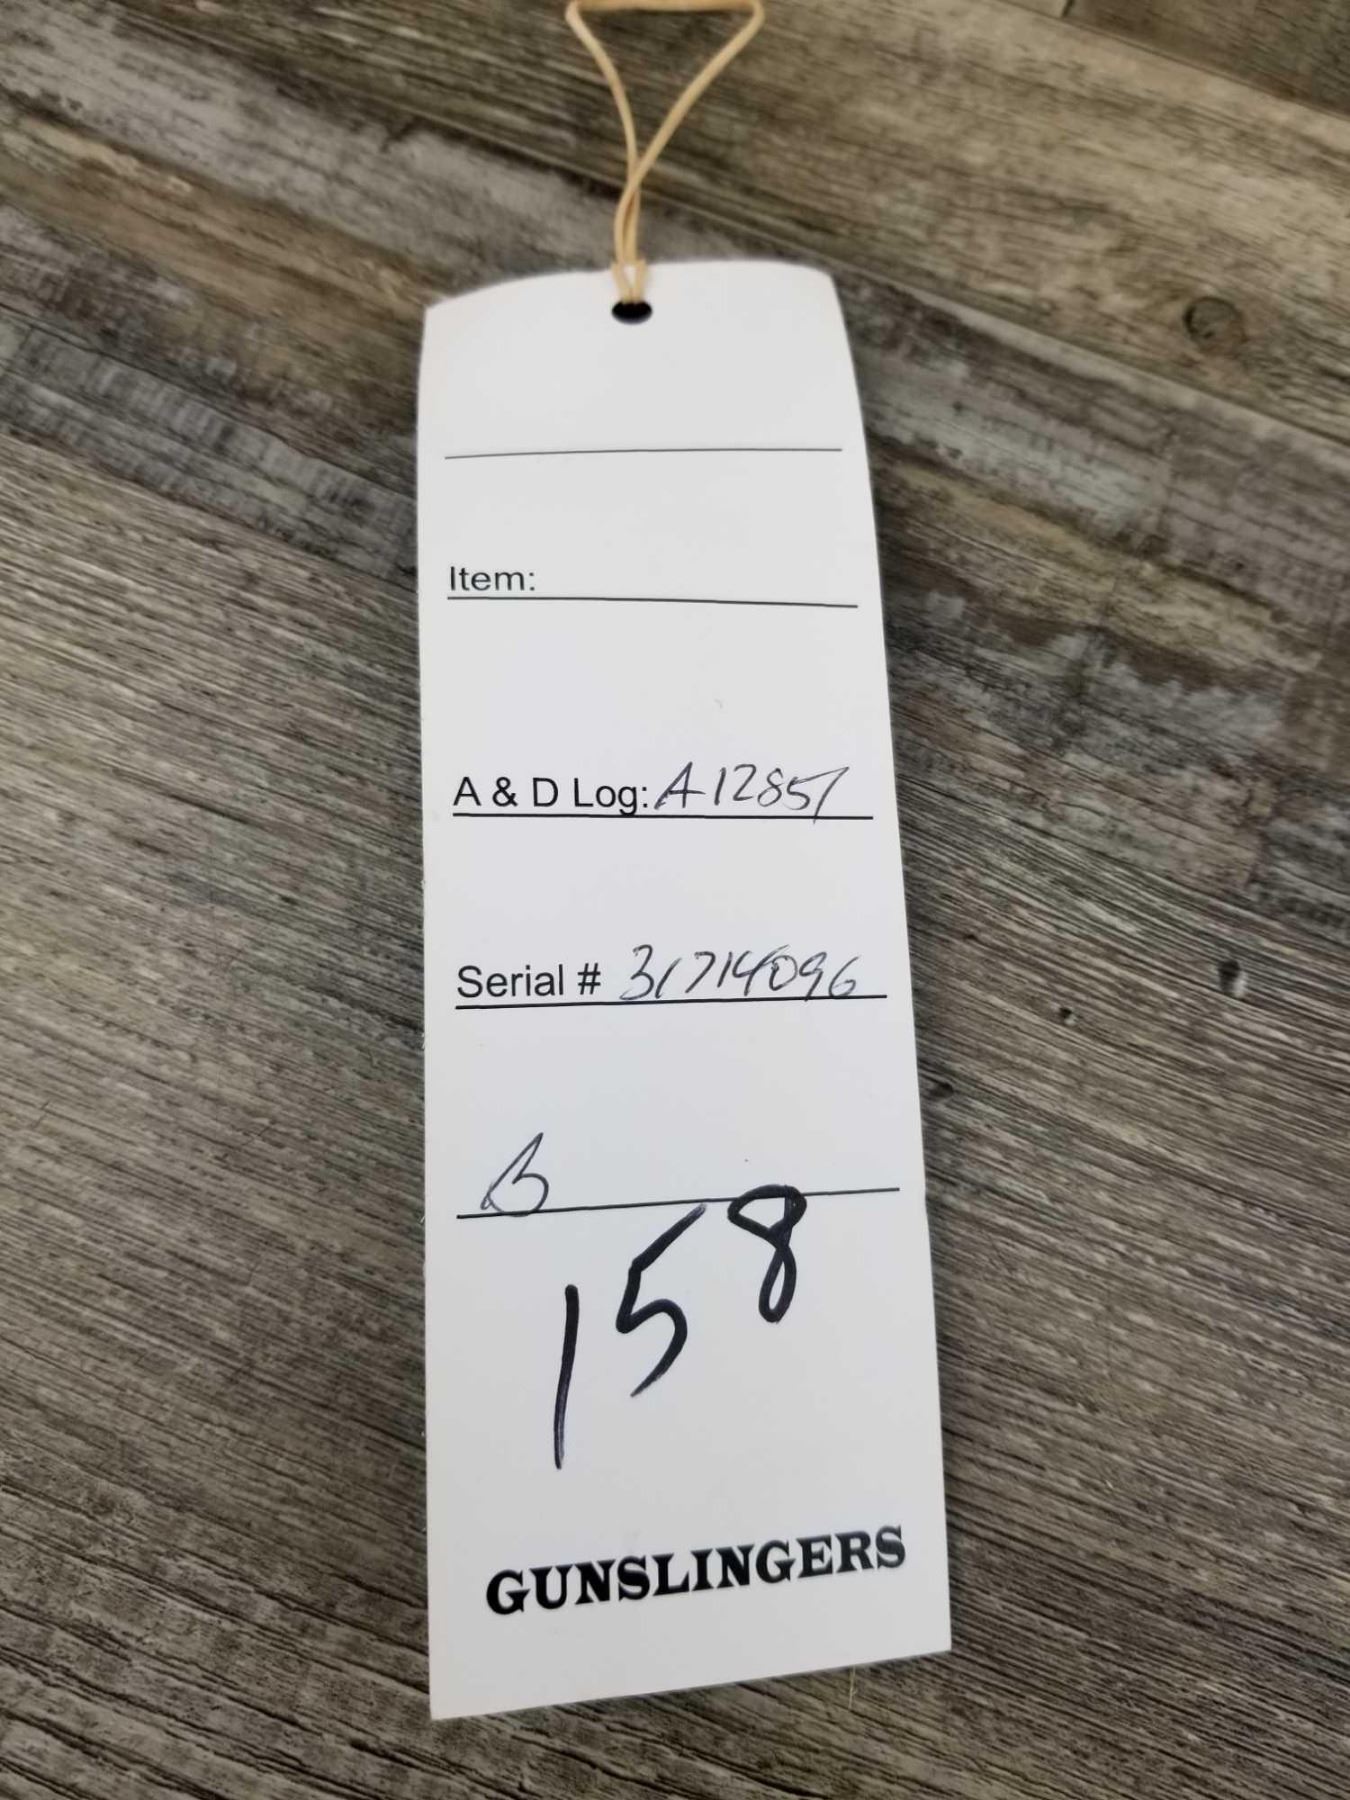 Item:
A & D Log: A12857
Serial # 31714096
B
158
GUNSLINGERS